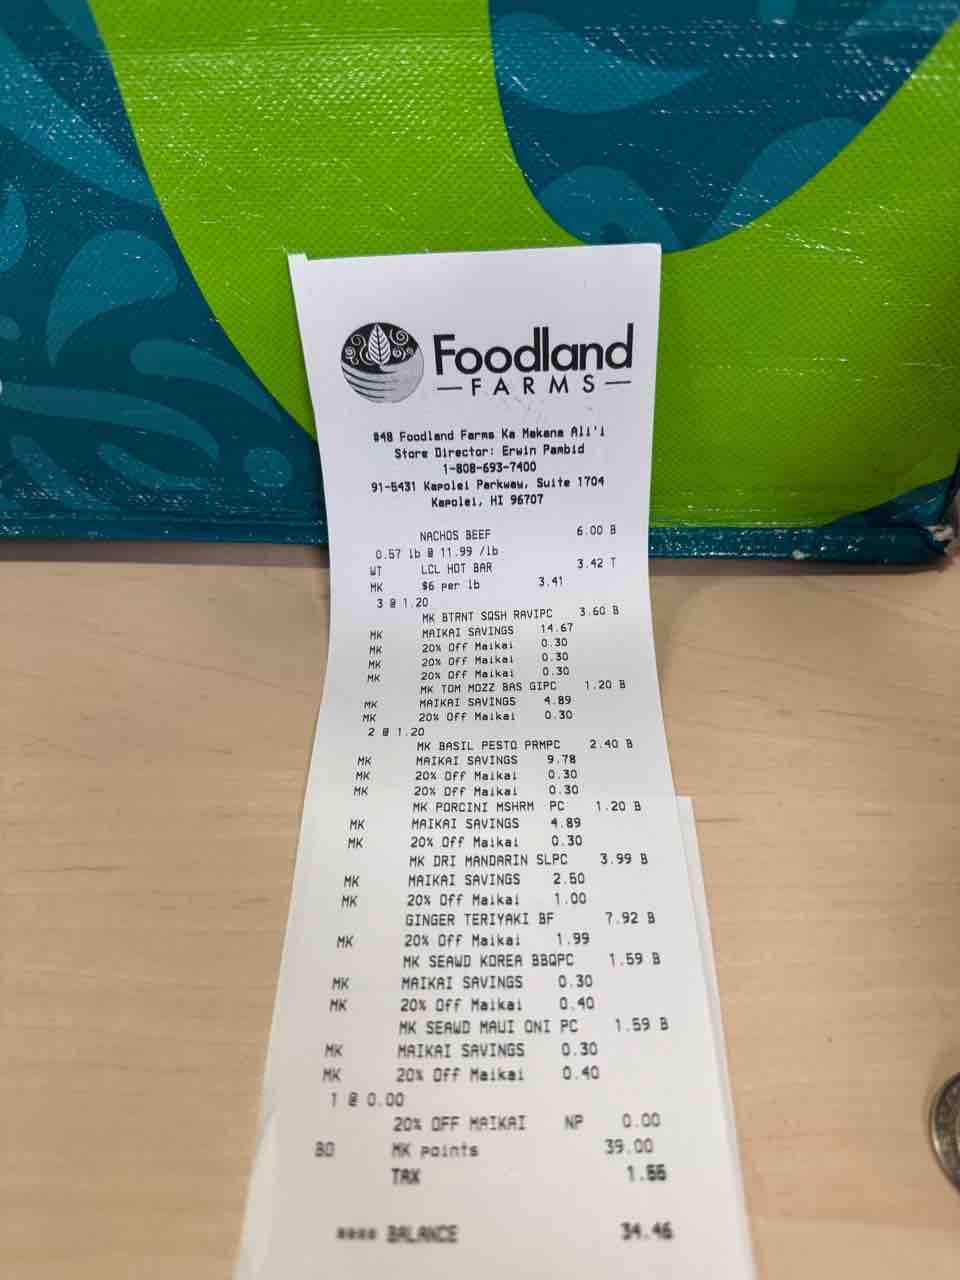 Foodland
FARMS
#48 Foodland Farms Ka Makana Ali'i
Store Director: Erwin Pambid
1-808-693-7400
91-5431 Kapolei Parkway, Suite 1704
Kapolei, HI 96707
NACHOS BEEF 6.00 B
0.57 lb @ 11.99 /lb
WT LCL HOT BAR 3.42 T
MK $6 per lb 3.41
3 @ 1.20
MK BTRNT SQSH RAVIPC 3.60 B
MK MAIKAI SAVINGS 14.67
MK 20% Off Maikai 0.30
MK 20% Off Maikai 0.30
MK 20% Off Maikai 0.30
MK TOM MOZZ BAS GIPC 1.20 B
MK MAIKAI SAVINGS 4.89
MK 20% Off Maikai 0.30
2 @ 1.20
MK BASIL PESTO PRMPC 2.40 B
MK MAIKAI SAVINGS 9.78
MK 20% Off Maikai 0.30
MK 20% Off Maikai 0.30
MK PORCINI MSHRM PC 1.20 B
MK MAIKAI SAVINGS 4.89
MK 20% Off Maikai 0.30
MK DRI MANDARIN SLPC 3.99 B
MK MAIKAI SAVINGS 2.50
MK 20% Off Maikai 1.00
GINGER TERIYAKI BF 7.92 B
MK 20% Off Maikai 1.99
MK SEAWD KOREA BBQPC 1.59 B
MK MAIKAI SAVINGS 0.30
MK 20% Off Maikai 0.40
MK SEAWD MAUI ONI PC 1.59 B
MK MAIKAI SAVINGS 0.30
MK 20% Off Maikai 0.40
1 @ 0.00
20% OFF MAIKAI NP 0.00
BO MK points 39.00
TAX 1.55
**** BALANCE 34.46